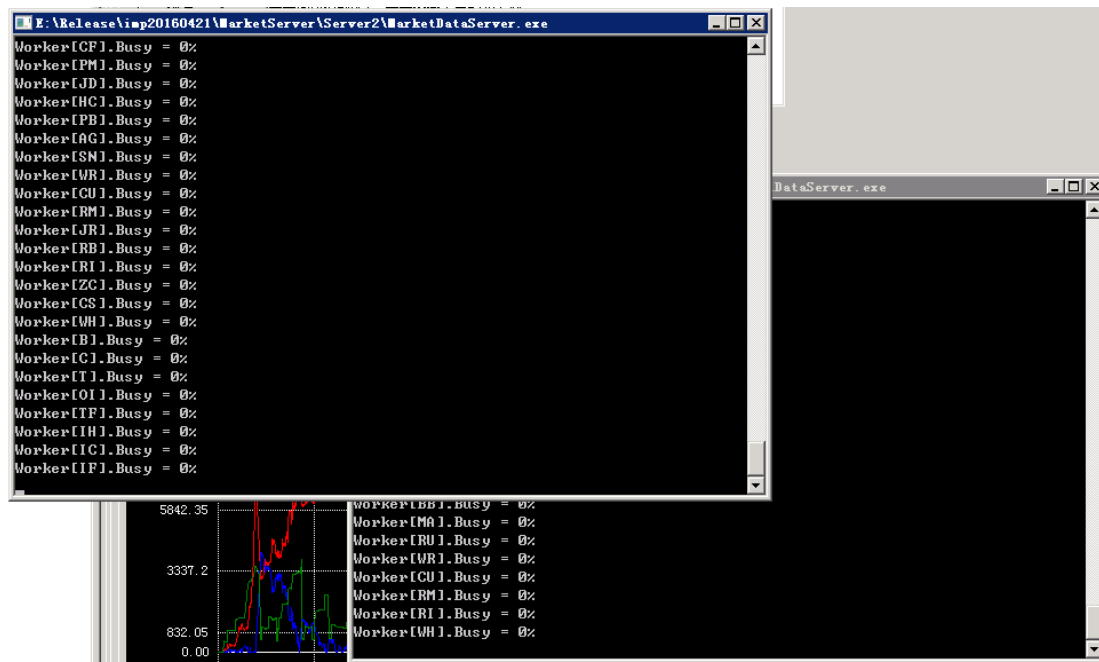 E:\Release\imp20160421\MarketServer\Server2\MarketDataServer.exe
Worker[CF].Busy = 0%
Worker[PM].Busy = 0%
Worker[JD].Busy = 0%
Worker[HC].Busy = 0%
Worker[PB].Busy = 0%
Worker[AG].Busy = 0%
Worker[SN].Busy = 0%
Worker[WR].Busy = 0%
Worker[CU].Busy = 0%
Worker[RM].Busy = 0%
Worker[JR].Busy = 0%
Worker[RB].Busy = 0%
Worker[RI].Busy = 0%
Worker[ZC].Busy = 0%
Worker[CS].Busy = 0%
Worker[WH].Busy = 0%
Worker[B].Busy = 0%
Worker[C].Busy = 0%
Worker[T].Busy = 0%
Worker[OI].Busy = 0%
Worker[TF].Busy = 0%
Worker[IH].Busy = 0%
Worker[IC].Busy = 0%
Worker[IF].Busy = 0%
DataServer.exe
Worker[BB].Busy = 0%
Worker[MA].Busy = 0%
Worker[RU].Busy = 0%
Worker[WR].Busy = 0%
Worker[CU].Busy = 0%
Worker[RM].Busy = 0%
Worker[RI].Busy = 0%
Worker[WH].Busy = 0%
5842.35
3337.2
832.05
0.00